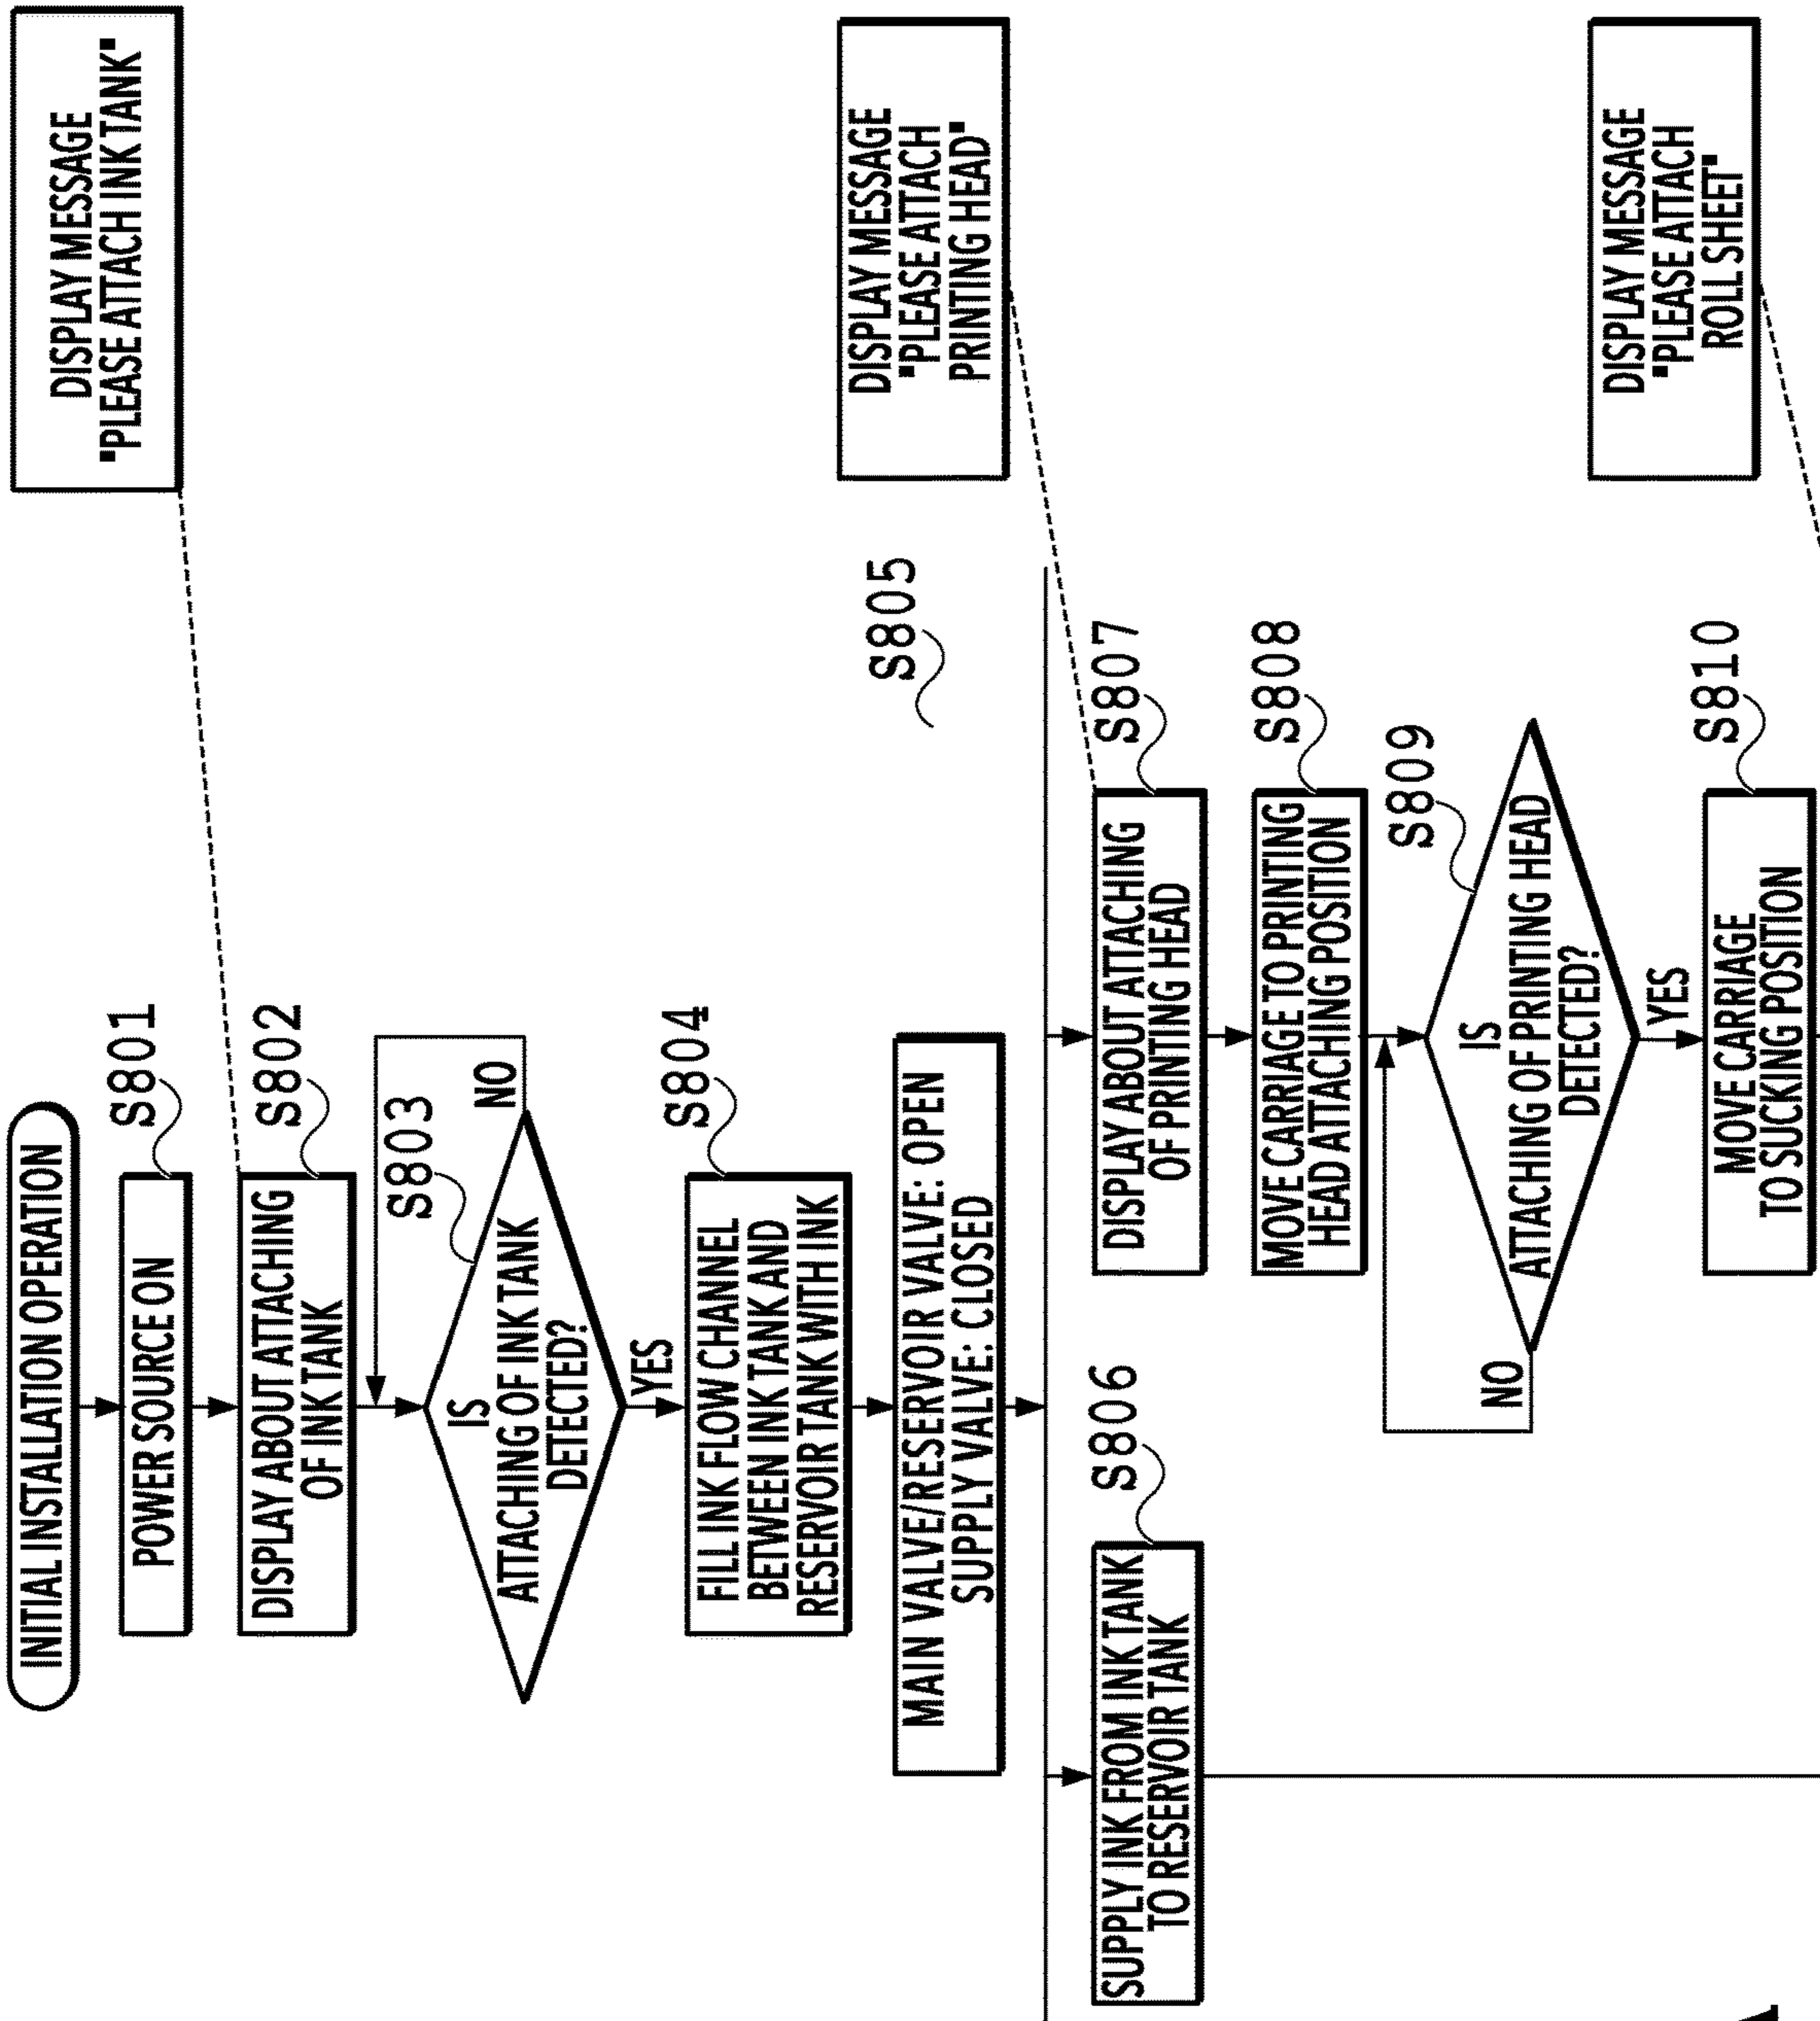 INITIAL INSTALLATION OPERATION
S801
POWER SOURCE ON
S802
DISPLAY ABOUT ATTACHING
OF INK TANK
DISPLAY MESSAGE
"PLEASE ATTACH INK TANK"
S803
IS
ATTACHING OF INK TANK
DETECTED?
NO
YES
S804
FILL INK FLOW CHANNEL
BETWEEN INK TANK AND
RESERVOIR TANK WITH INK
S805
MAIN VALVE/RESERVOIR VALVE: OPEN
SUPPLY VALVE: CLOSED
DISPLAY MESSAGE
"PLEASE ATTACH
PRINTING HEAD"
S806
SUPPLY INK FROM INK TANK
TO RESERVOIR TANK
S807
DISPLAY ABOUT ATTACHING
OF PRINTING HEAD
S808
MOVE CARRIAGE TO PRINTING
HEAD ATTACHING POSITION
S809
IS
ATTACHING OF PRINTING HEAD
DETECTED?
NO
YES
S810
MOVE CARRIAGE
TO SUCKING POSITION
DISPLAY MESSAGE
"PLEASE ATTACH
ROLL SHEET"